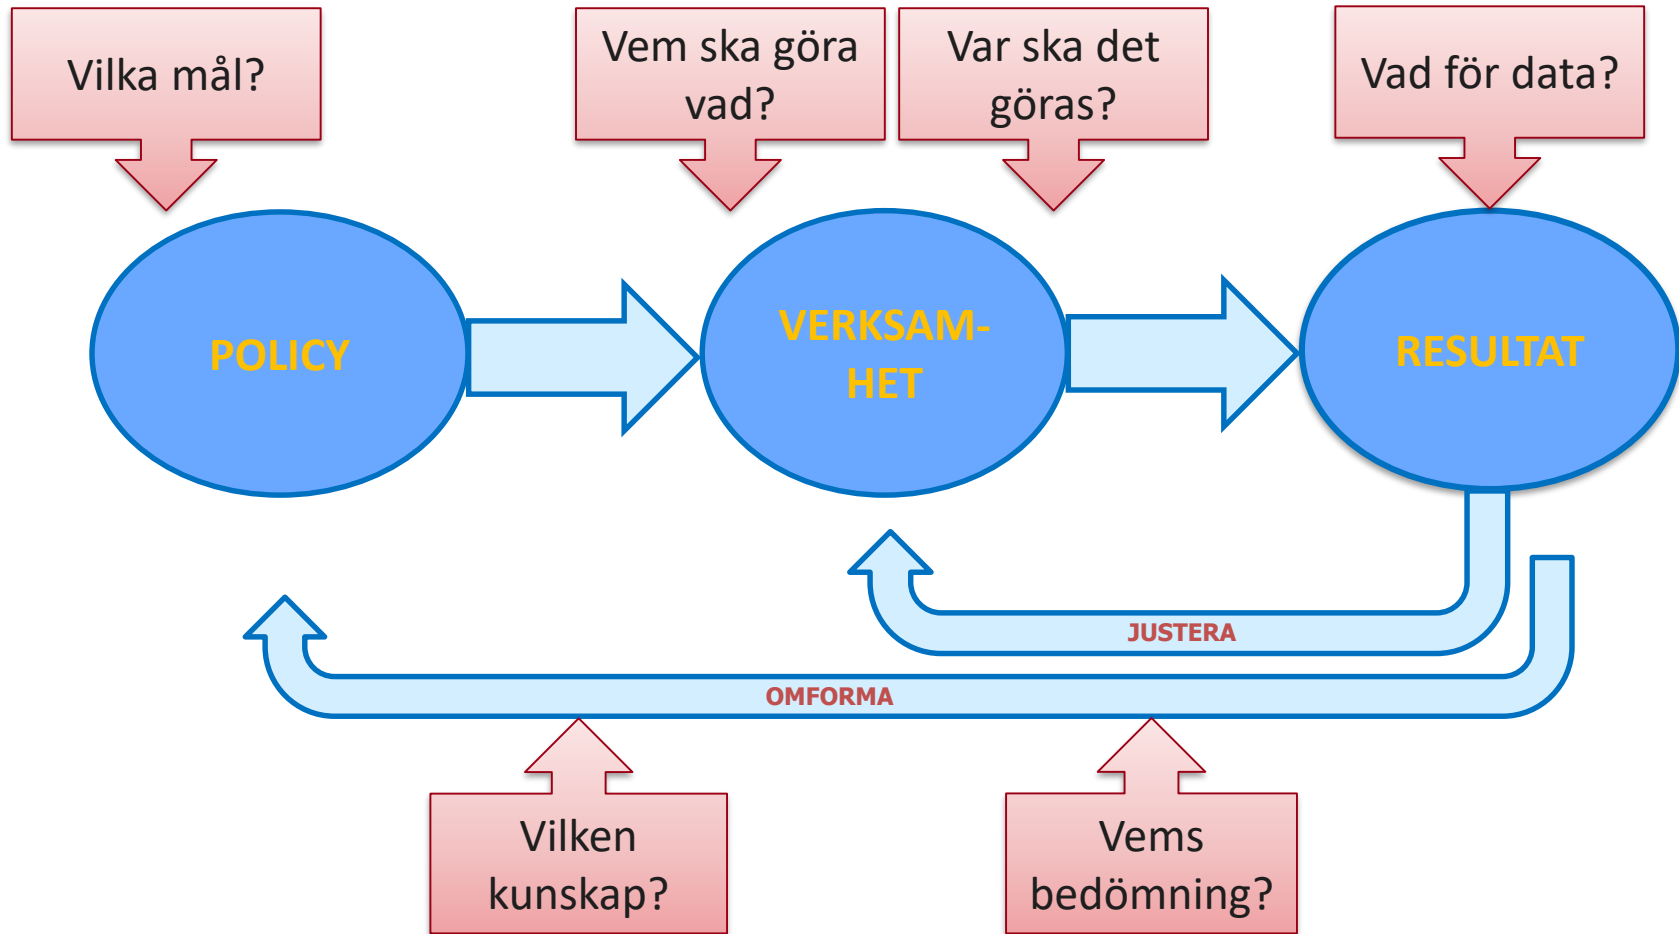 Vilka mål?
Vem ska göra
vad?
Var ska det
göras?
Vad för data?
POLICY
VERKSAM-
HET
RESULTAT
JUSTERA
OMFORMA
Vilken
kunskap?
Vems
bedömning?